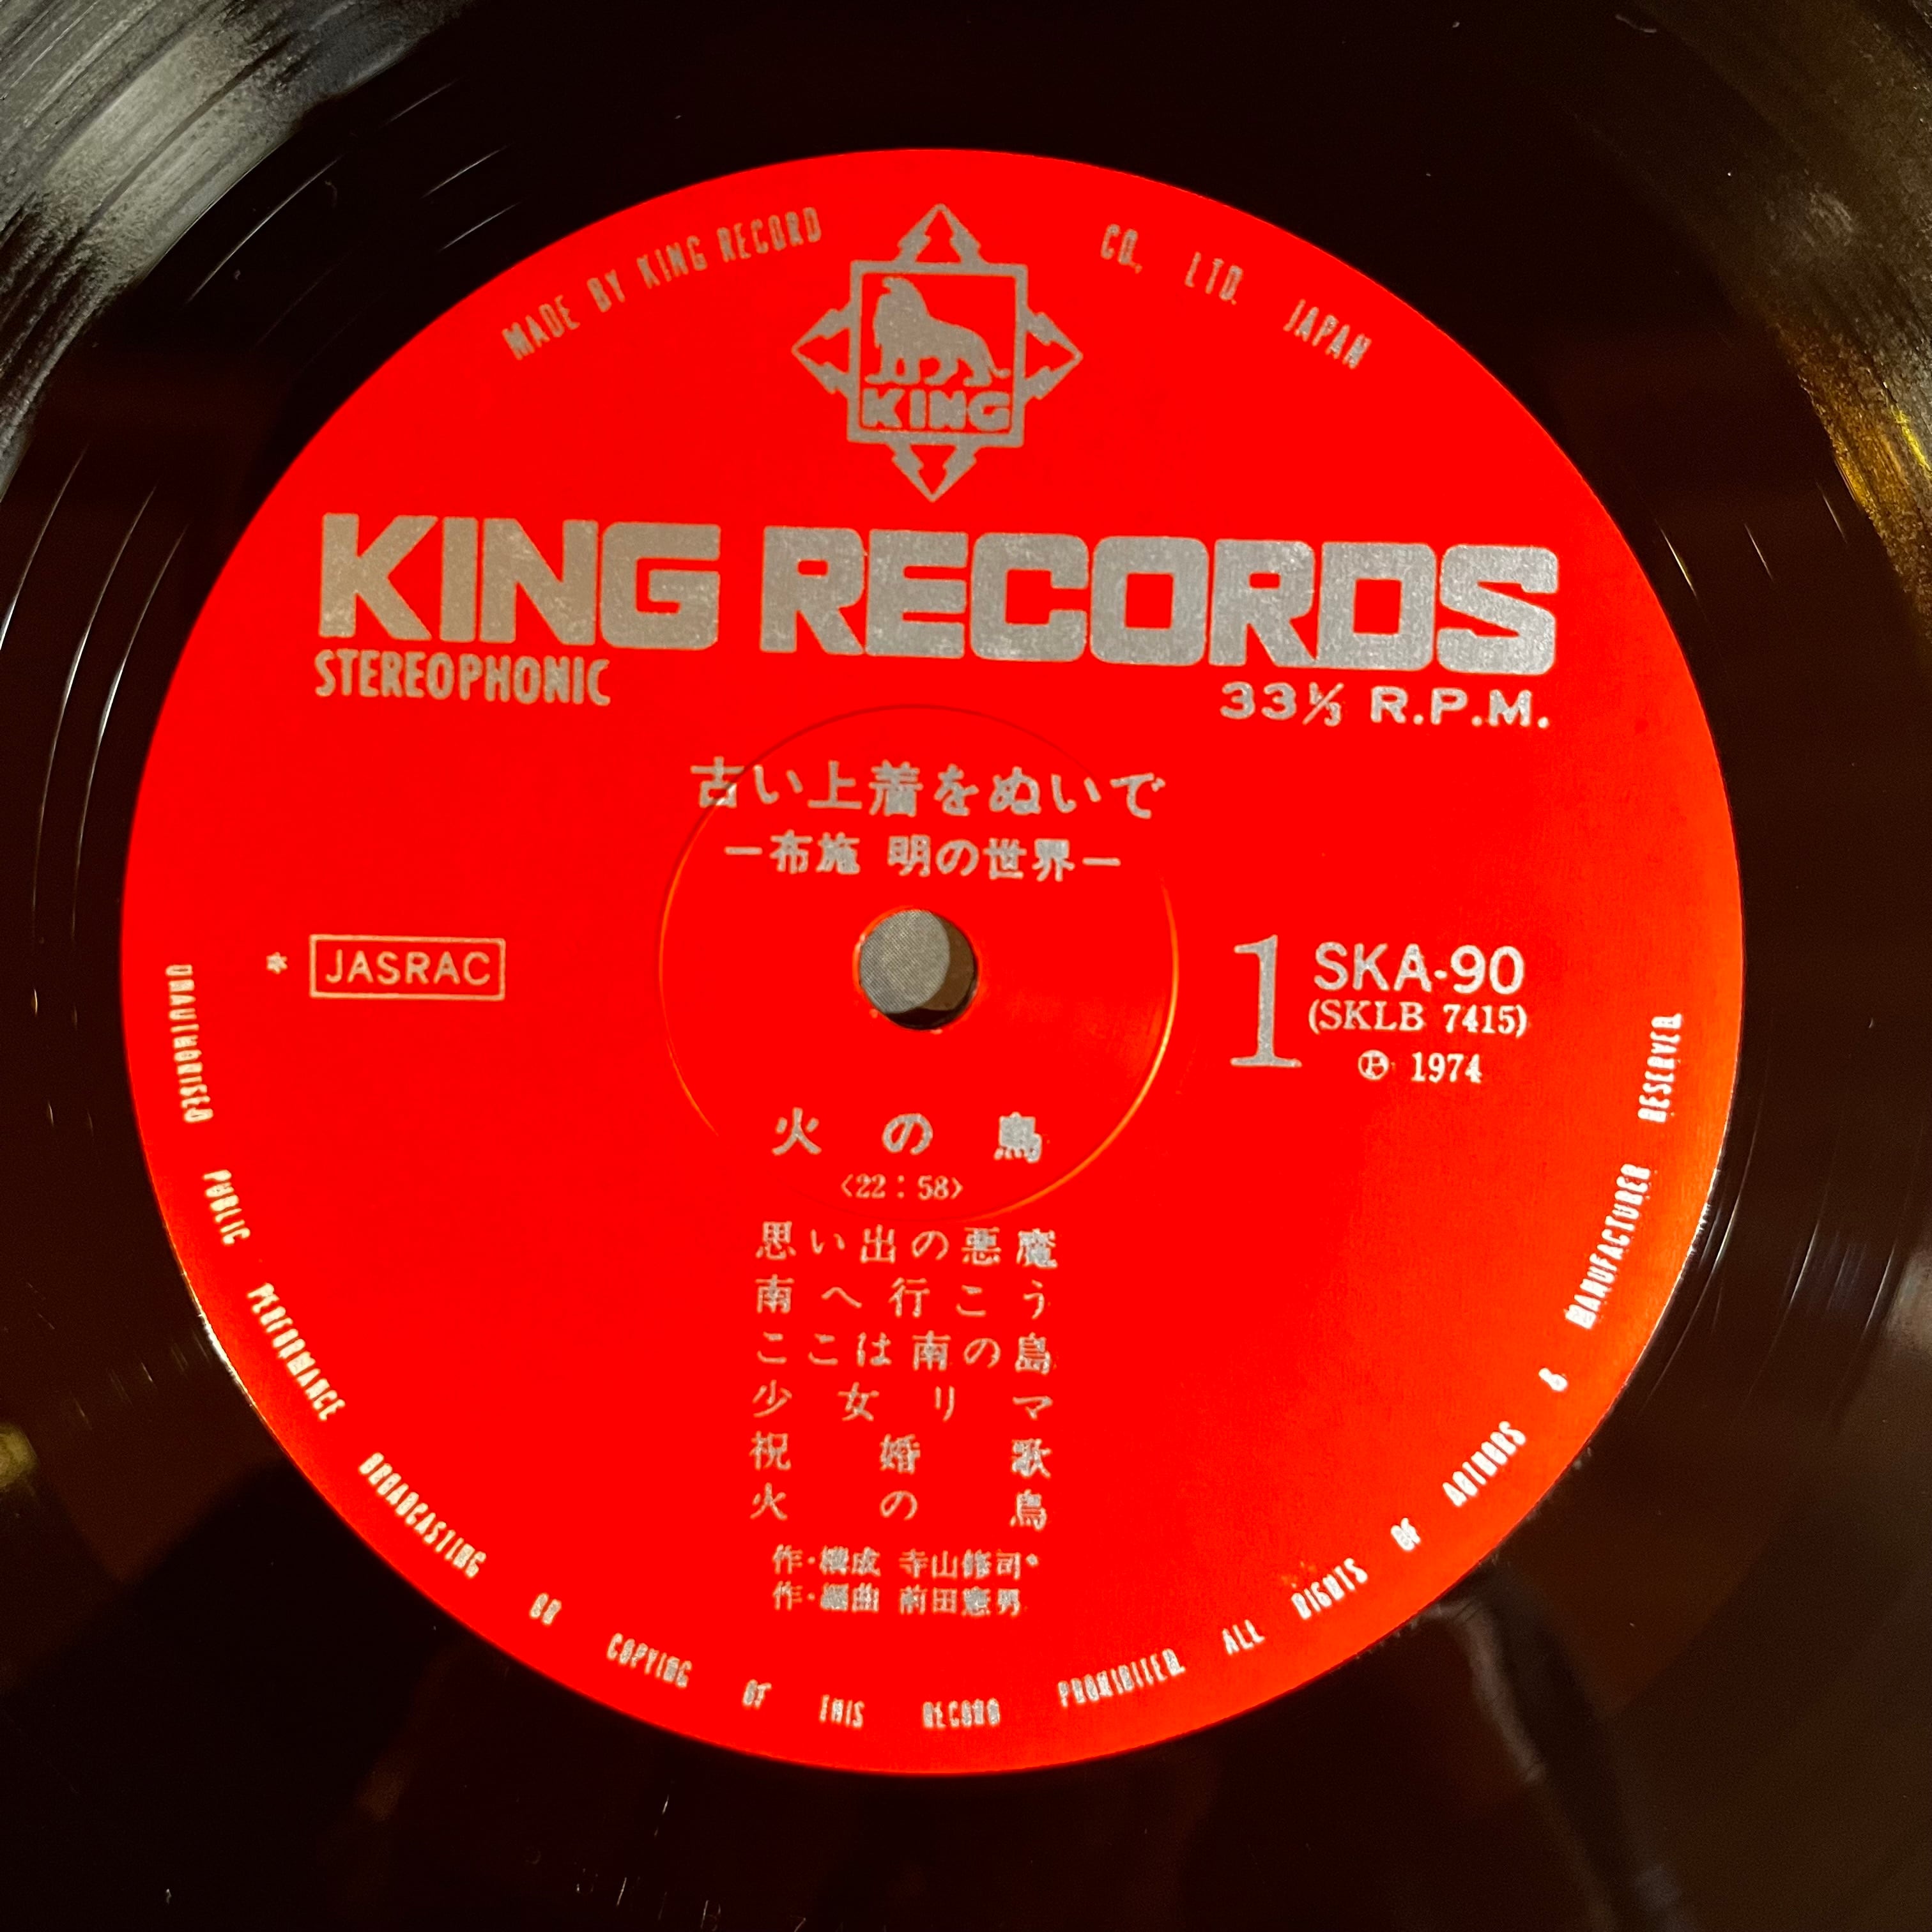 MADE BY KING RECORD CO., LTD. JAPAN
KING
KING RECORDS
STEREOPHONIC
33⅓ R.P.M.
古い上着をぬいで
ー布施 明の世界ー
* JASRAC
1
SKA-90
(SKLB 7415)
Ⓟ 1974
火の鳥
〈22:58〉
思い出の悪魔
南へ行こう
ここは南の島
少女リマ
祝婚歌
火の鳥
作・構成 寺山修司*
作・編曲 前田憲男
UNAUTHORISED PUBLIC PERFORMANCE BROADCASTING OR COPYING OF THIS RECORD PROHIBITED. ALL RIGHTS OF AUTHORS & MANUFACTURER RESERVED.